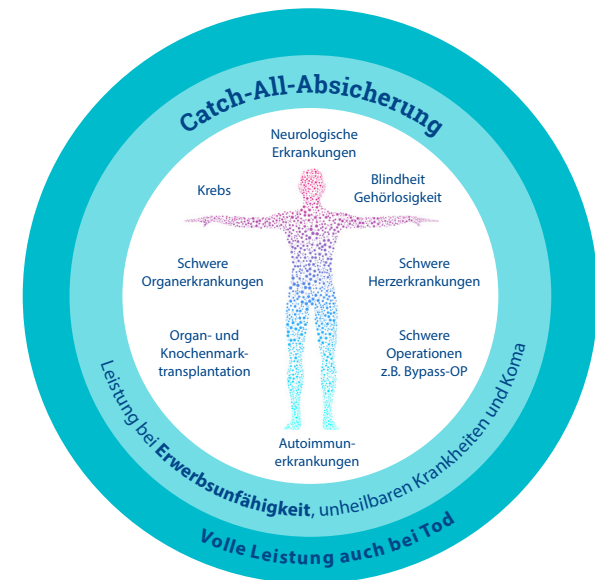 Catch-All-Absicherung
Neurologische
Erkrankungen
Krebs
Blindheit
Gehörlosigkeit
Schwere
Organerkrankungen
Schwere
Herzerkrankungen
Organ- und
Knochenmark-
transplantation
Schwere
Operationen
z.B. Bypass-OP
Autoimmun-
erkrankungen
Leistung bei Erwerbsunfähigkeit, unheilbaren Krankheiten und Koma
Volle Leistung auch bei Tod